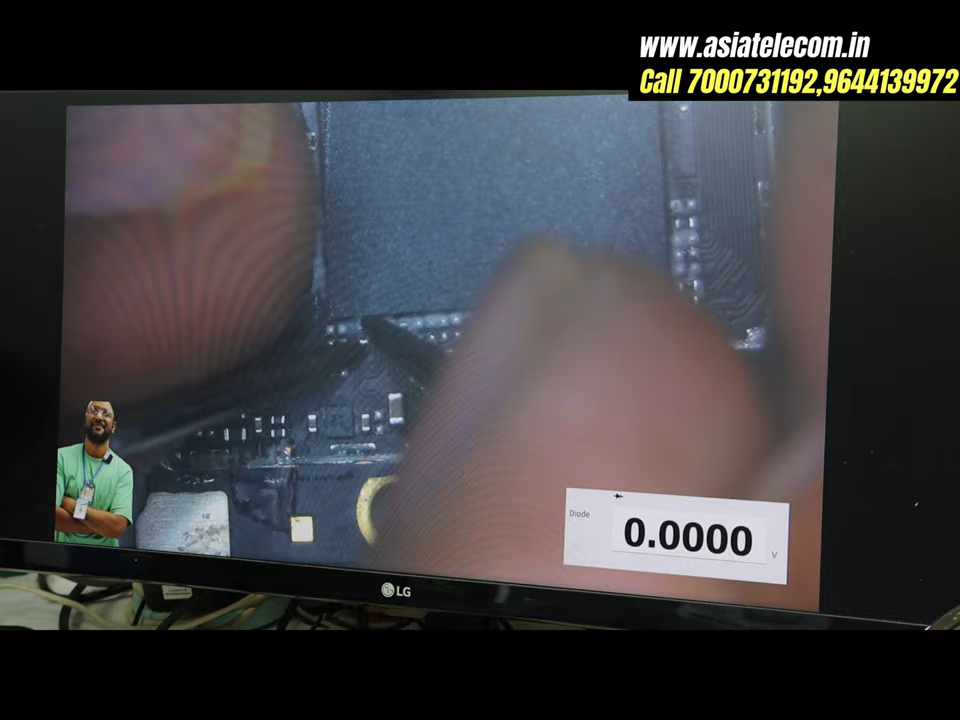 www.asiatelecom.in
Call 7000731192,9644139972
Diode
0.0000
V
LG